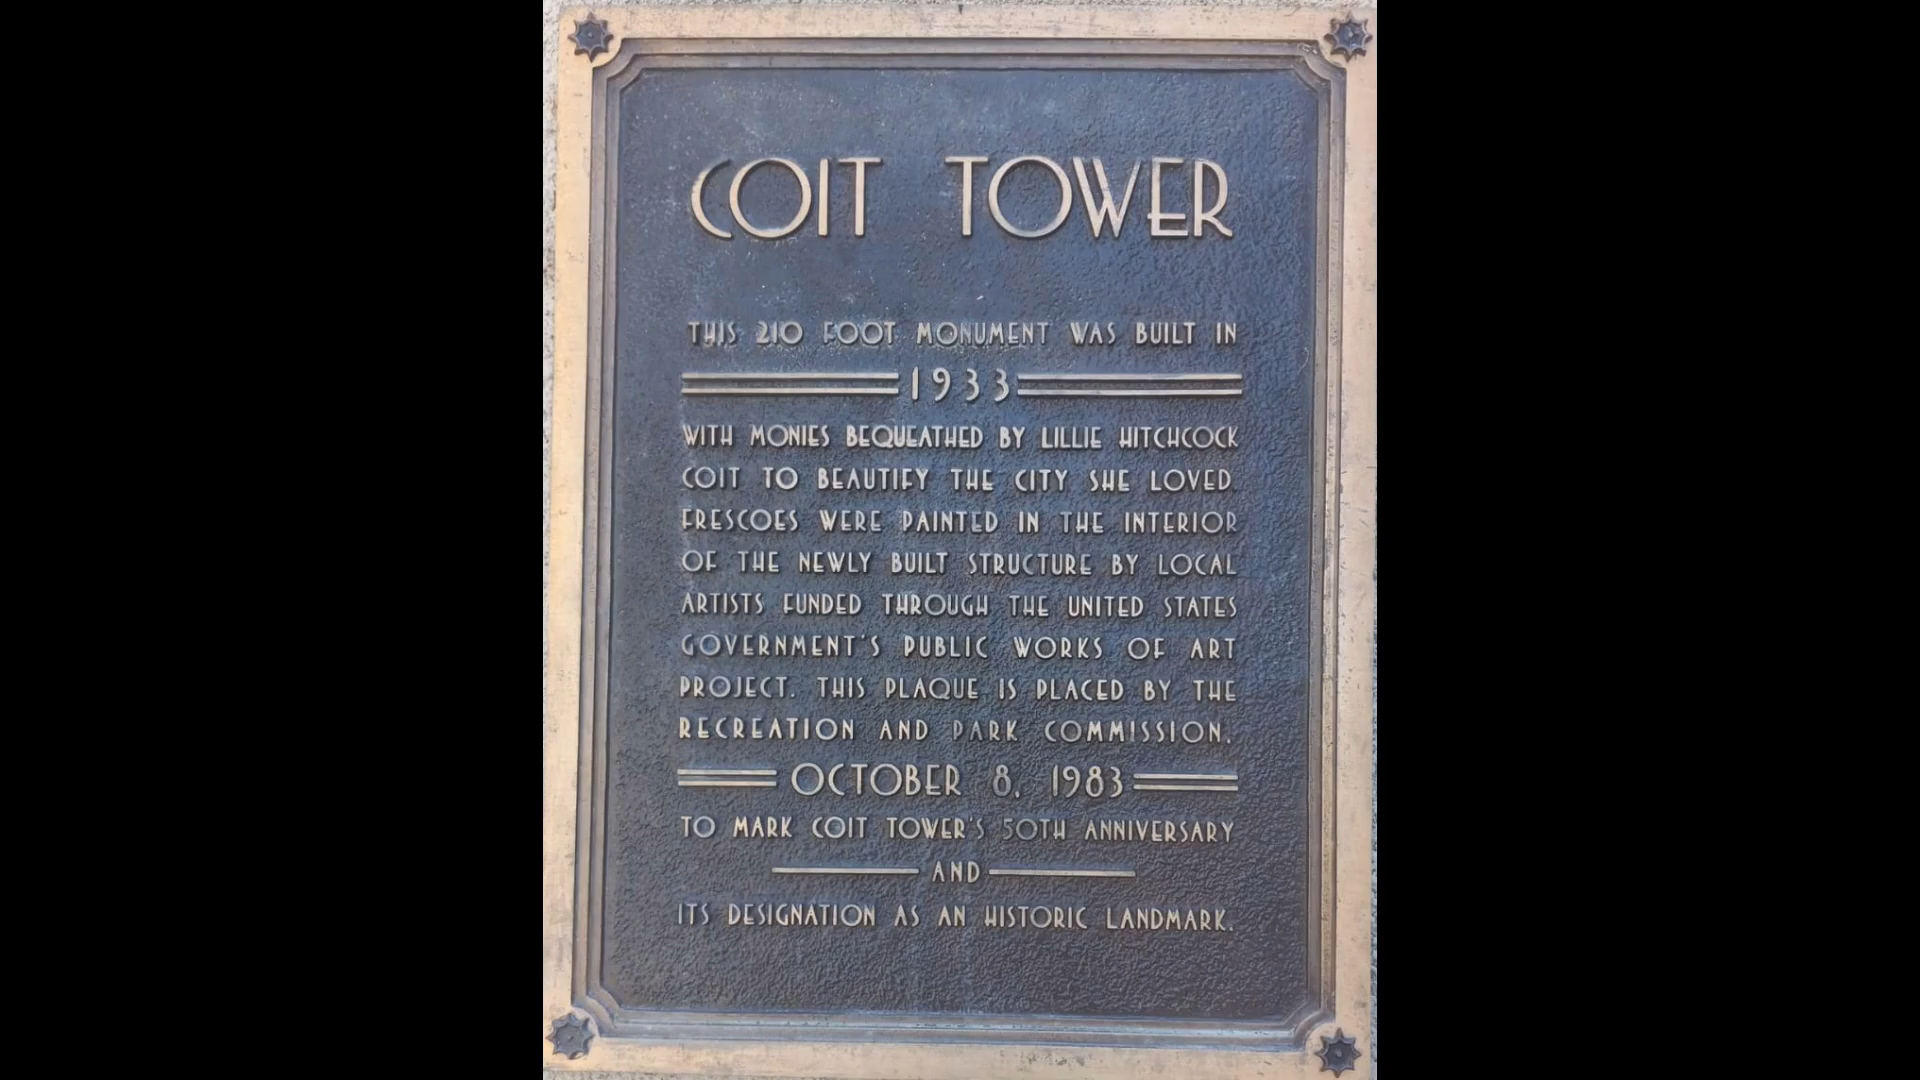 COIT TOWER
THIS 210 FOOT MONUMENT WAS BUILT IN
1933
WITH MONIES BEQUEATHED BY LILLIE HITCHCOCK
COIT TO BEAUTIFY THE CITY SHE LOVED.
FRESCOES WERE PAINTED IN THE INTERIOR
OF THE NEWLY BUILT STRUCTURE BY LOCAL
ARTISTS FUNDED THROUGH THE UNITED STATES
GOVERNMENT'S PUBLIC WORKS OF ART
PROJECT. THIS PLAQUE IS PLACED BY THE
RECREATION AND PARK COMMISSION,
OCTOBER 8, 1983
TO MARK COIT TOWER'S 50TH ANNIVERSARY
AND
ITS DESIGNATION AS AN HISTORIC LANDMARK.